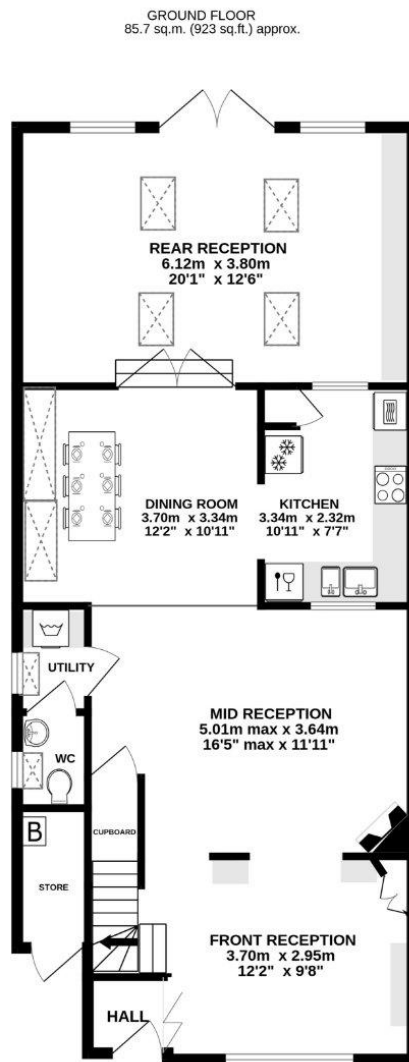 GROUND FLOOR
85.7 sq.m. (923 sq.ft.) approx.
REAR RECEPTION
6.12m x 3.80m
20'1" x 12'6"
DINING ROOM
3.70m x 3.34m
12'2" x 10'11"
KITCHEN
3.34m x 2.32m
10'11" x 7'7"
UTILITY
MID RECEPTION
5.01m max x 3.64m
16'5" max x 11'11"
WC
B
CUPBOARD
STORE
FRONT RECEPTION
3.70m x 2.95m
12'2" x 9'8"
HALL